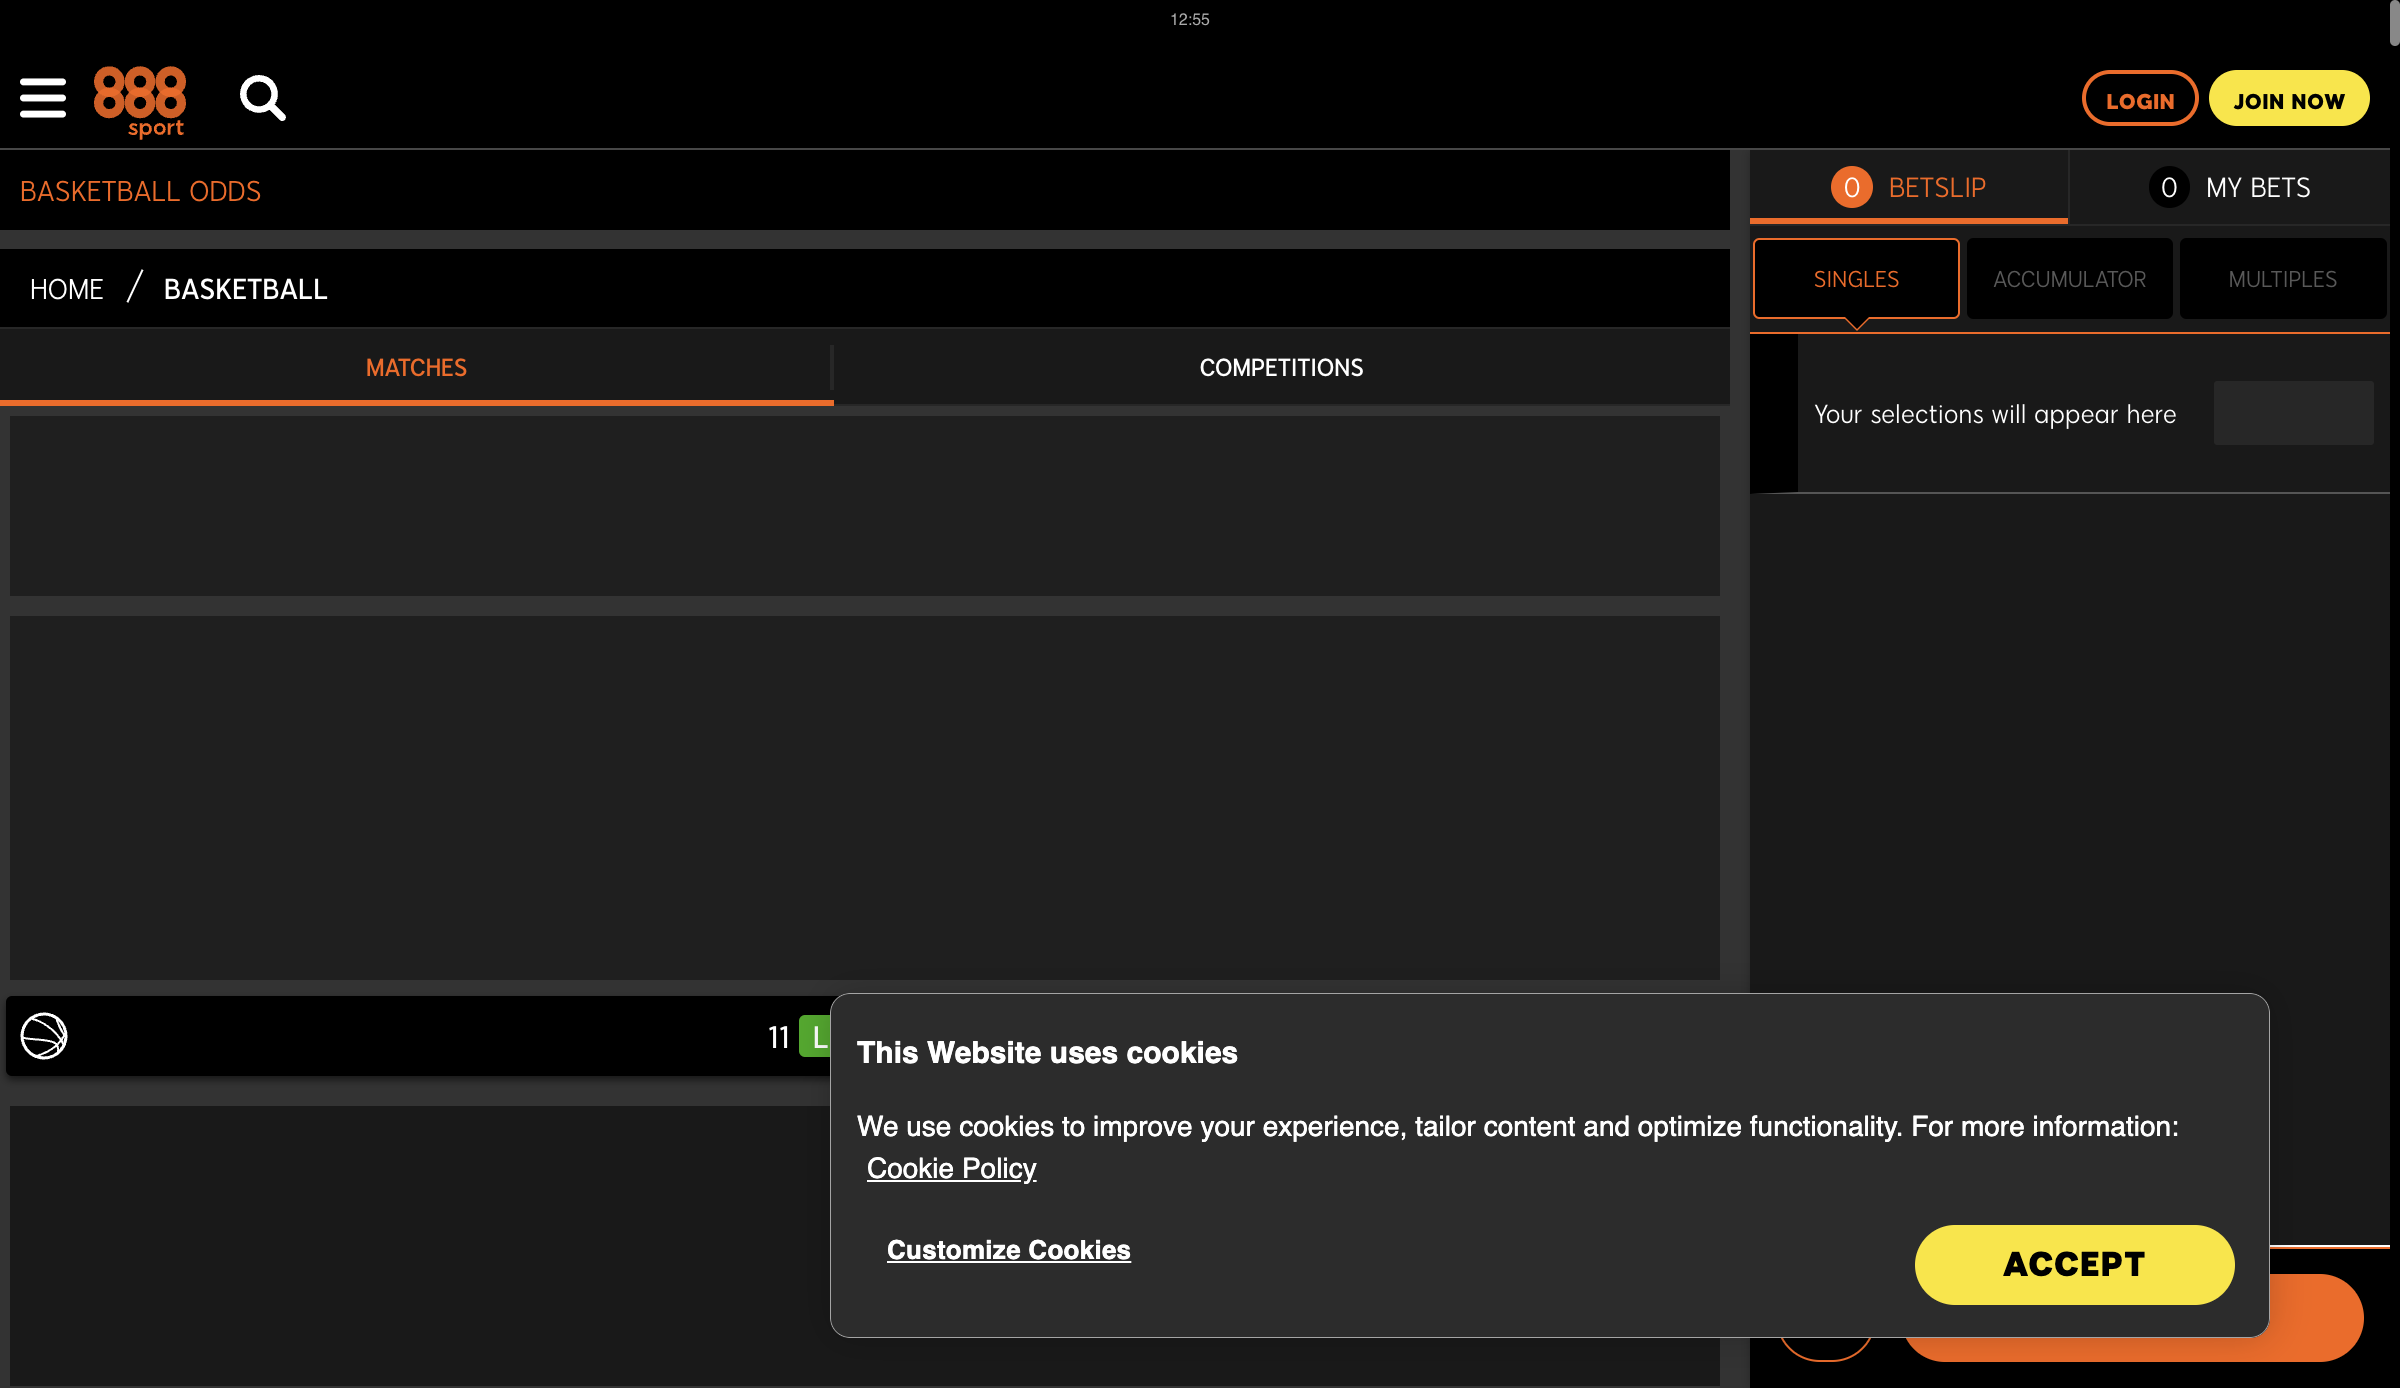 12:55
888
sport
LOGIN
JOIN NOW
BASKETBALL ODDS
0 BETSLIP
0 MY BETS
HOME / BASKETBALL
SINGLES
ACCUMULATOR
MULTIPLES
MATCHES
COMPETITIONS
Your selections will appear here
11 L
This Website uses cookies
We use cookies to improve your experience, tailor content and optimize functionality. For more information:
Cookie Policy
Customize Cookies
ACCEPT